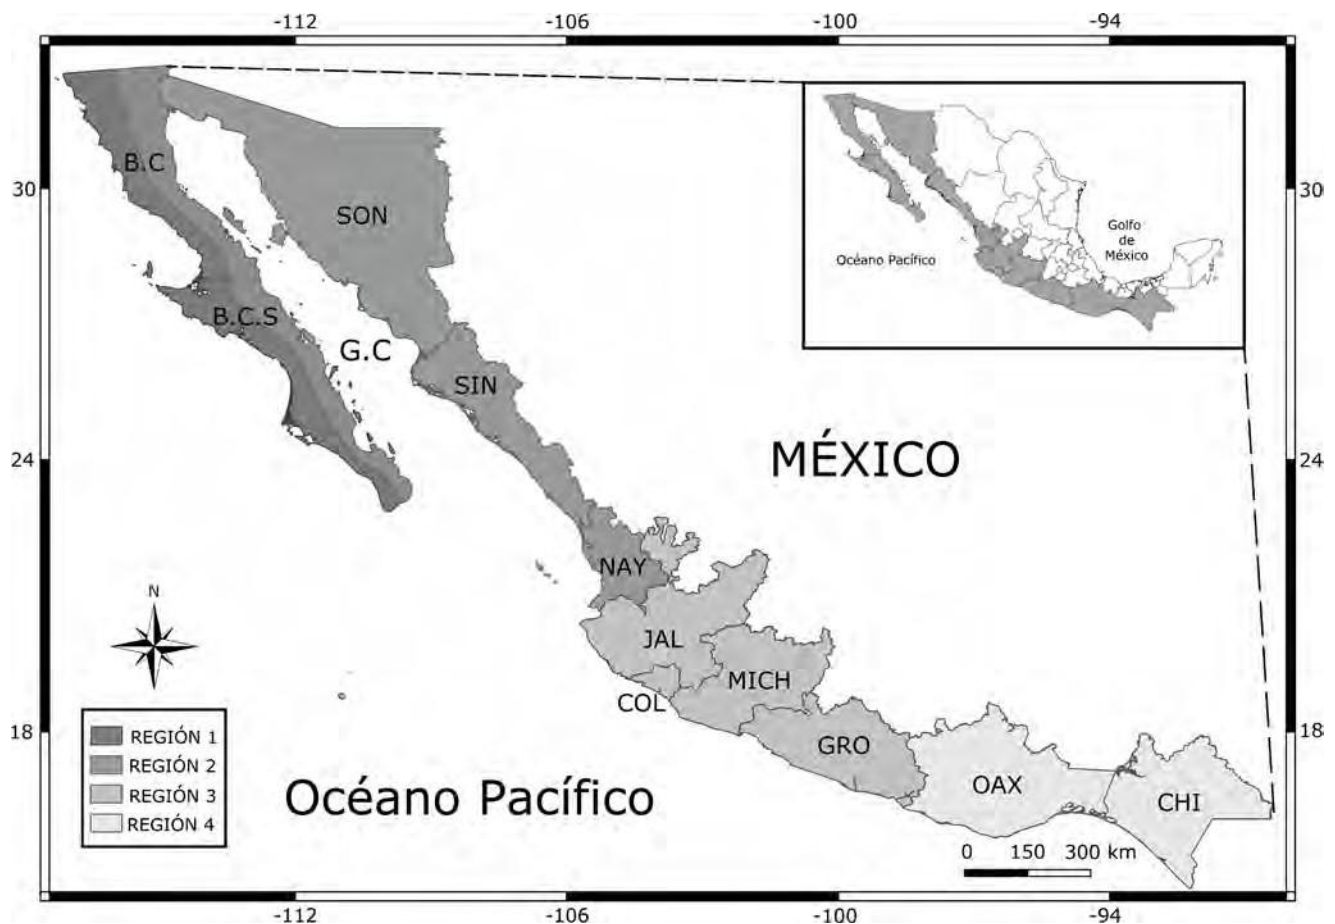 -112
-106
-100
-94
30
30
24
24
18
18
B.C
SON
B.C.S
G.C
SIN
NAY
JAL
COL
MICH
GRO
OAX
CHI
MÉXICO
Océano Pacífico
Golfo
de
México
Océano Pacífico
N
REGIÓN 1
REGIÓN 2
REGIÓN 3
REGIÓN 4
0 150 300 km
-112
-106
-100
-94